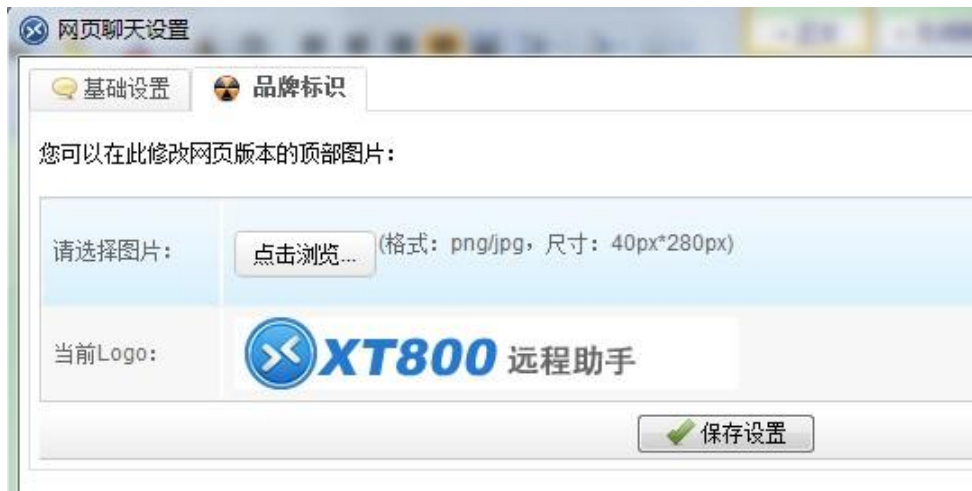 网页聊天设置
基础设置 品牌标识
您可以在此修改网页版本的顶部图片：
请选择图片： 点击浏览... (格式：png/jpg，尺寸：40px*280px)
当前Logo： XT800 远程助手
保存设置